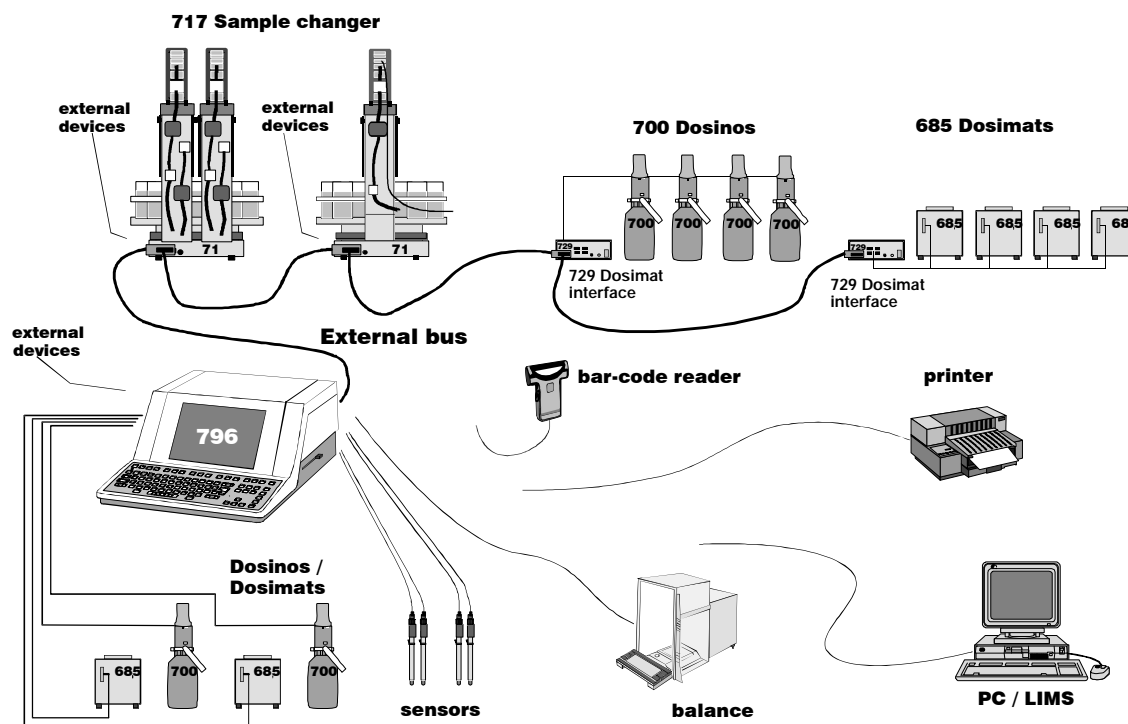 717 Sample changer
external
devices
external
devices
700 Dosinos
685 Dosimats
700
700
700
700
685
685
685
68
71
71
729
729 Dosimat
interface
729
729 Dosimat
interface
external
devices
External bus
bar-code reader
printer
796
Dosinos /
Dosimats
685
700
685
700
sensors
balance
PC / LIMS